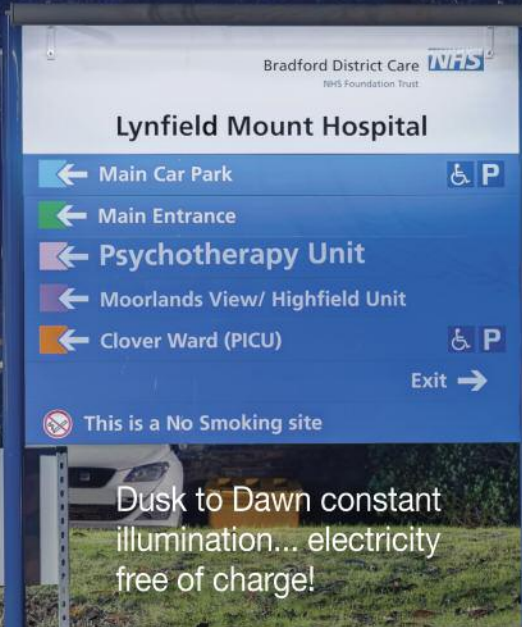 Bradford District Care NHS
NHS Foundation Trust
Lynfield Mount Hospital
Main Car Park P
Main Entrance
Psychotherapy Unit
Moorlands View/ Highfield Unit
Clover Ward (PICU) P
Exit
This is a No Smoking site
Dusk to Dawn constant
illumination... electricity
free of charge!